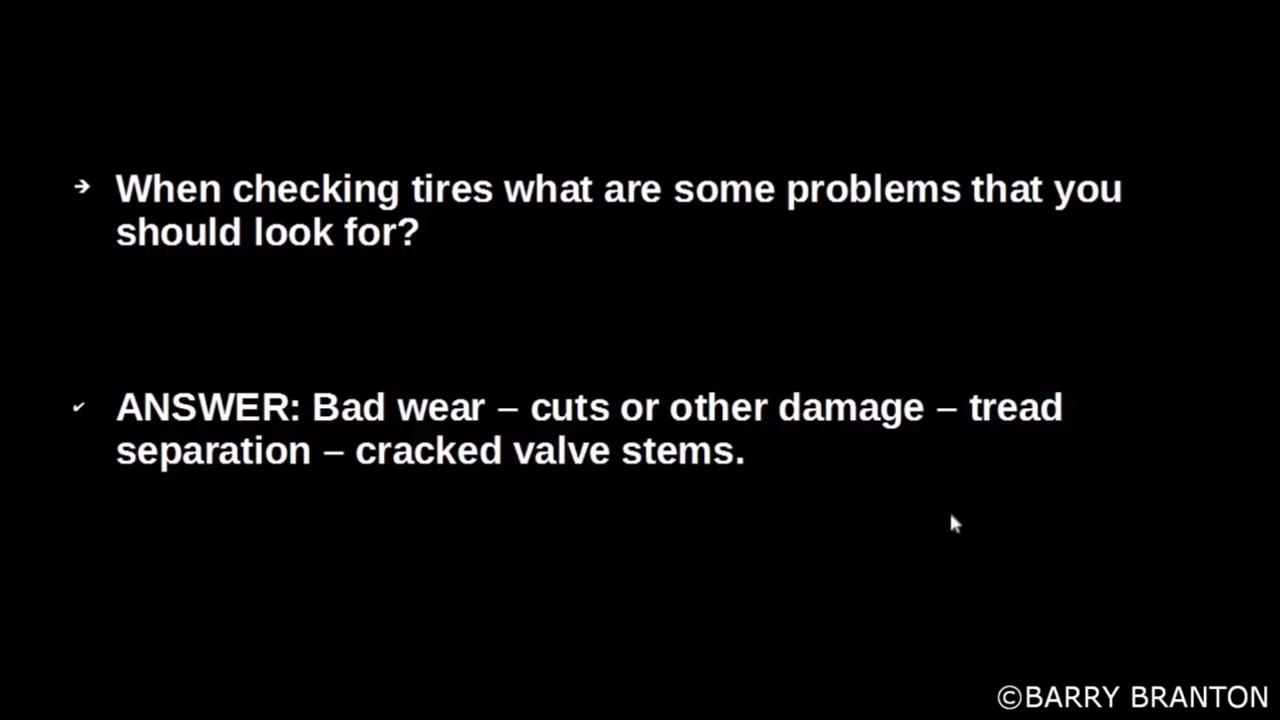 ➔ When checking tires what are some problems that you
should look for?
✔ ANSWER: Bad wear – cuts or other damage – tread
separation – cracked valve stems.
©BARRY BRANTON